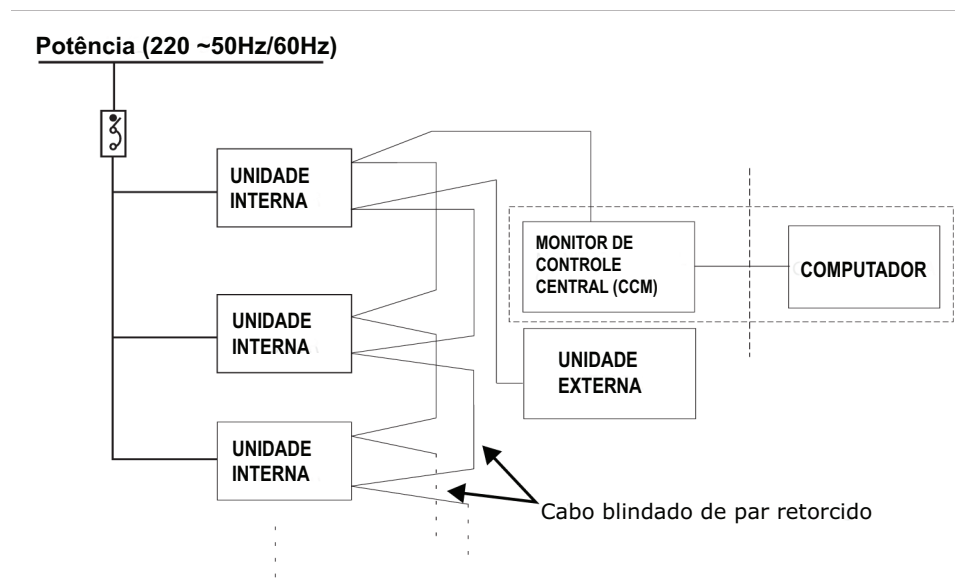 Potência (220 ~50Hz/60Hz)
UNIDADE
INTERNA
MONITOR DE
CONTROLE
CENTRAL (CCM)
COMPUTADOR
UNIDADE
INTERNA
UNIDADE
EXTERNA
UNIDADE
INTERNA
Cabo blindado de par retorcido